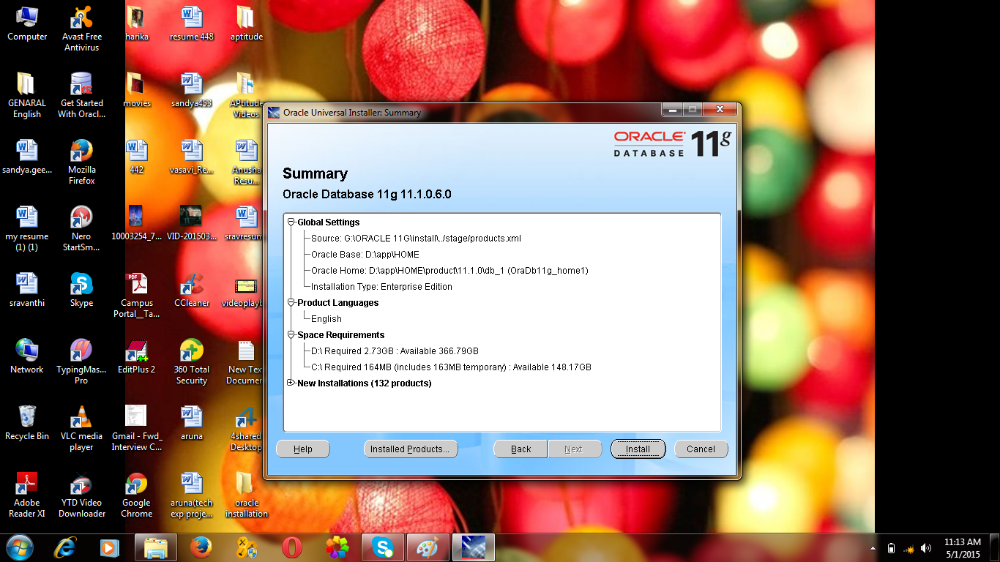 Computer
Avast Free
Antivirus
harika
resume 448
aptitude
GENARAL
English
Get Started
With Oracl...
movies
sandya453
APtitude
Videos
sandya.gee...
Mozilla
Firefox
442
vasavi_Re...
Anusha
Resu...
my resume
(1) (1)
Nero
StartSm...
10003254_7...
VID-201503...
sravresum
sravanthi
Skype
PDF
Campus
Portal__Ta...
CCleaner
videoplayb
Network
TypingMas...
Pro
EditPlus 2
360 Total
Security
New Text
Documen
Recycle Bin
VLC media
player
Gmail - Fwd_
Interview C...
aruna
4shared
Desktop
Adobe
Reader XI
YTD Video
Downloader
Google
Chrome
aruna(tech
exp proje...
oracle
installation
Oracle Universal Installer: Summary
ORACLE
DATABASE 11g
Summary
Oracle Database 11g 11.1.0.6.0
Global Settings
Source: G:\ORACLE 11G\install\../stage/products.xml
Oracle Base: D:\app\HOME
Oracle Home: D:\app\HOME\product\11.1.0\db_1 (OraDb11g_home1)
Installation Type: Enterprise Edition
Product Languages
English
Space Requirements
D:\ Required 2.73GB : Available 366.79GB
C:\ Required 164MB (includes 163MB temporary) : Available 148.17GB
New Installations (132 products)
Help
Installed Products...
Back
Next
Install
Cancel
11:13 AM
5/1/2015